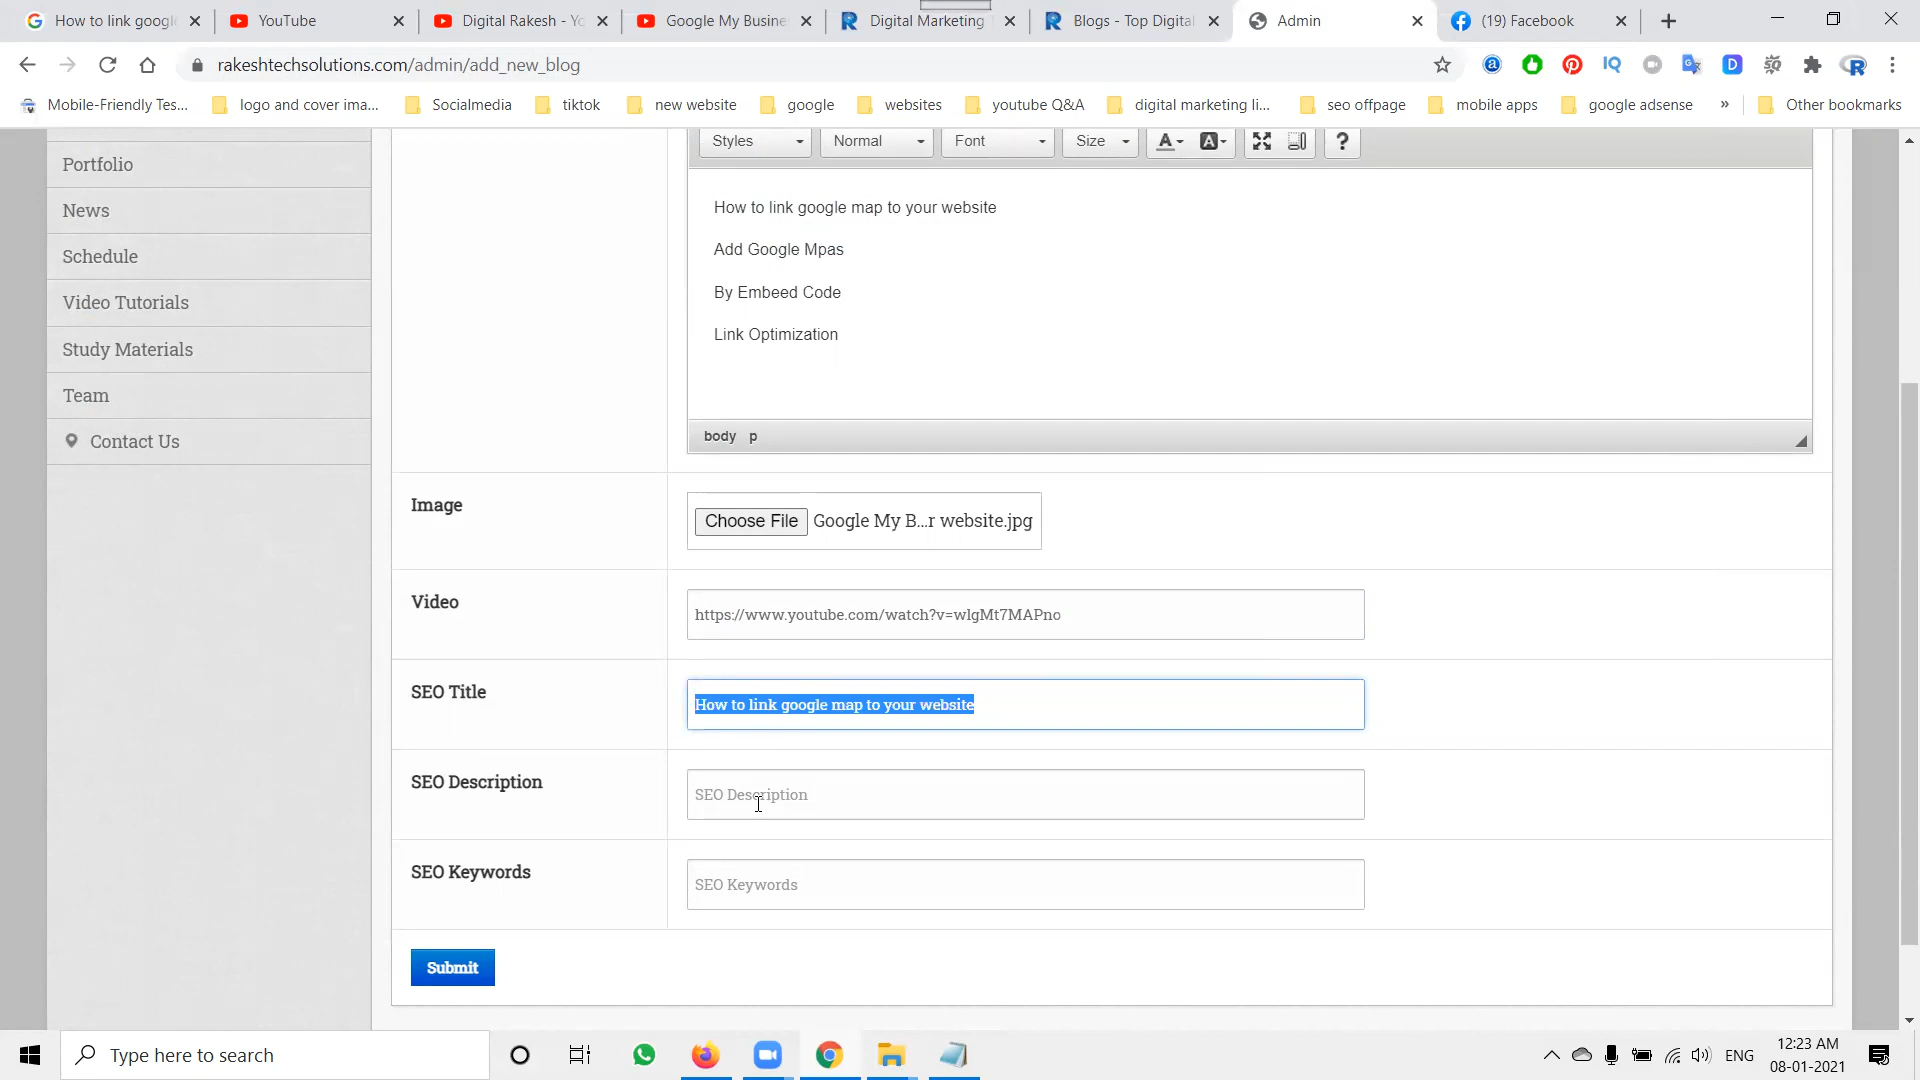 How to link google
YouTube
Digital Rakesh - Yo
Google My Busine
Digital Marketing
Blogs - Top Digital
Admin
(19) Facebook
rakeshtechsolutions.com/admin/add_new_blog
Mobile-Friendly Tes...
logo and cover ima...
Socialmedia
tiktok
new website
google
websites
youtube Q&A
digital marketing li...
seo offpage
mobile apps
google adsense
»
Other bookmarks
Portfolio
News
Schedule
Video Tutorials
Study Materials
Team
Contact Us
Styles
Normal
Font
Size
A
A
?
How to link google map to your website
Add Google Mpas
By Embeed Code
Link Optimization
body p
Image
Choose File Google My B...r website.jpg
Video
https://www.youtube.com/watch?v=wlgMt7MAPno
SEO Title
How to link google map to your website
SEO Description
SEO Description
SEO Keywords
SEO Keywords
Submit
Type here to search
ENG
12:23 AM
08-01-2021